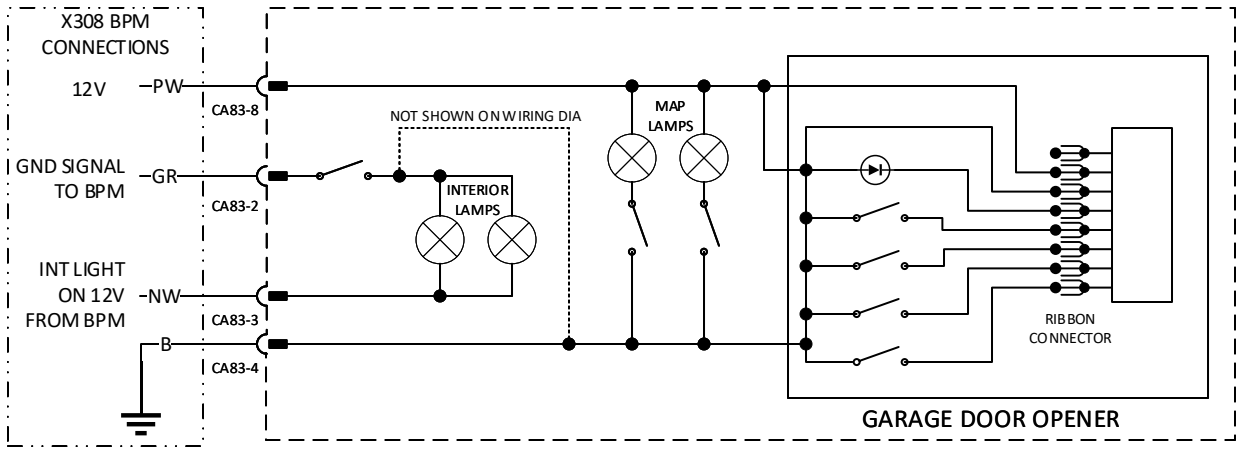 X308 BPM
CONNECTIONS
12V
PW
CA83-8
GND SIGNAL
TO BPM
GR
CA83-2
INT LIGHT
ON 12V
FROM BPM
NW
CA83-3
B
CA83-4
NOT SHOWN ON WIRING DIA
INTERIOR
LAMPS
MAP
LAMPS
RIBBON
CONNECTOR
GARAGE DOOR OPENER